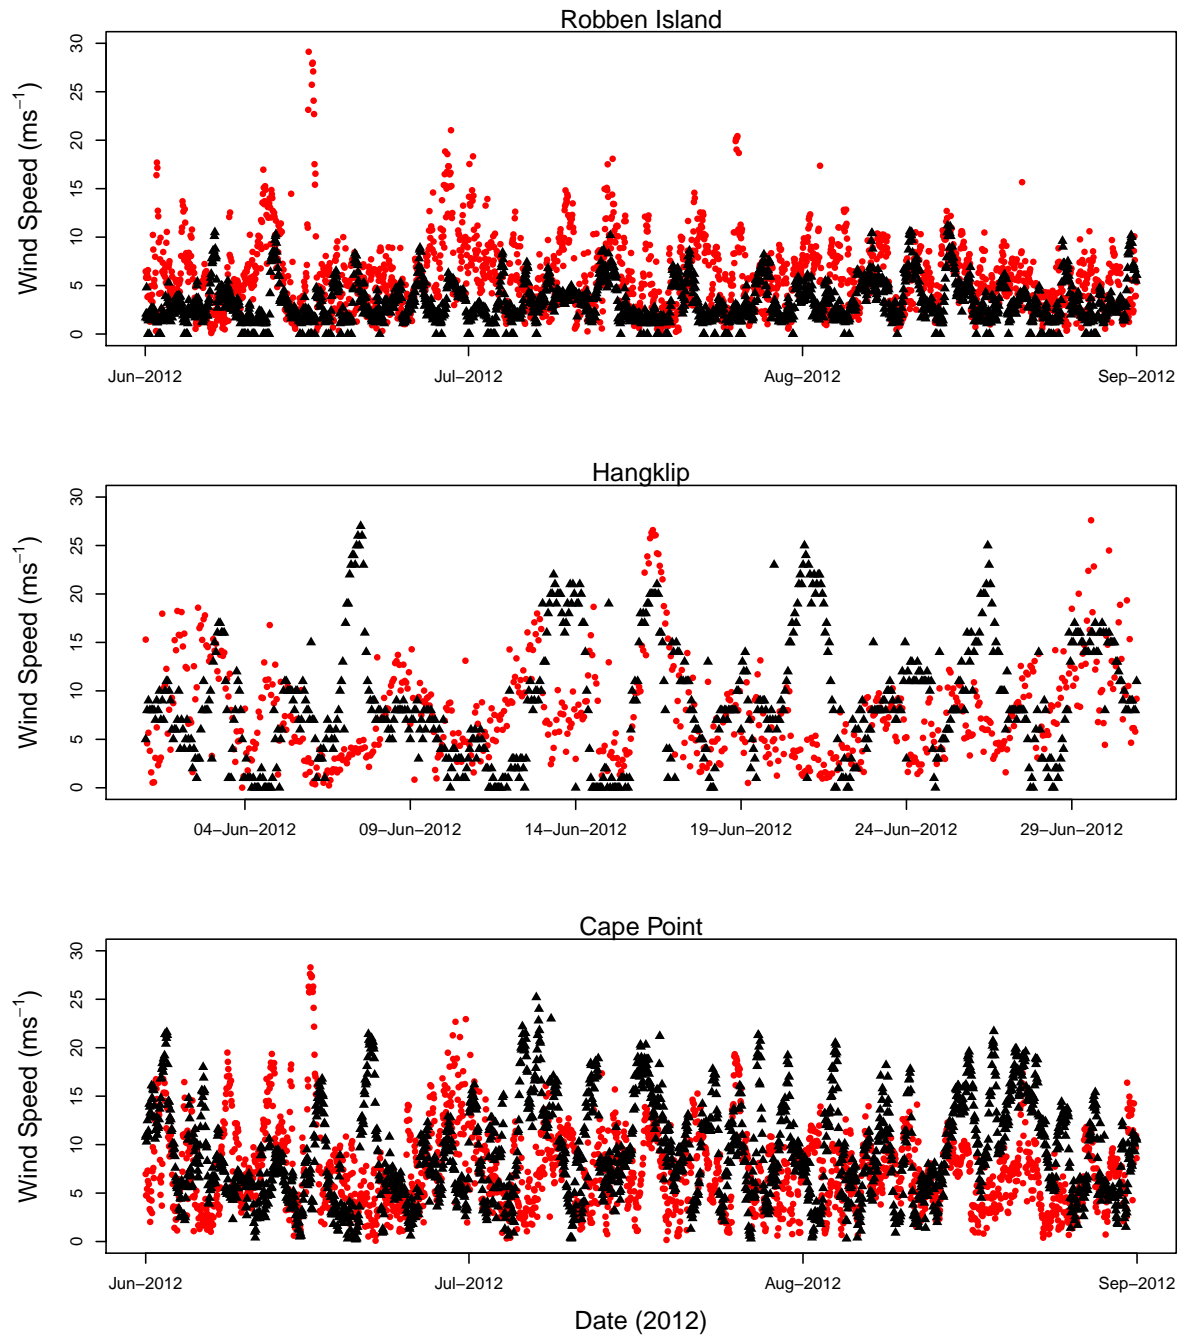 Robben Island
Wind Speed (ms−1)
30
25
20
15
10
5
0
Jun−2012 Jul−2012 Aug−2012 Sep−2012
Hangklip
Wind Speed (ms−1)
30
25
20
15
10
5
0
04−Jun−2012 09−Jun−2012 14−Jun−2012 19−Jun−2012 24−Jun−2012 29−Jun−2012
Cape Point
Wind Speed (ms−1)
30
25
20
15
10
5
0
Jun−2012 Jul−2012 Aug−2012 Sep−2012
Date (2012)